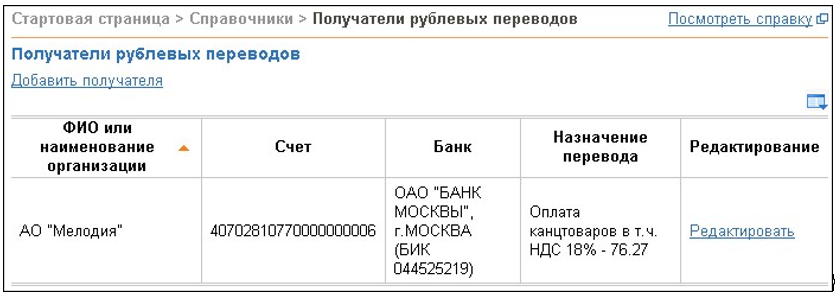 Стартовая страница > Справочники > Получатели рублевых переводов
Посмотреть справку
Получатели рублевых переводов
Добавить получателя
ФИО или
наименование
организации
Счет
Банк
Назначение
перевода
Редактирование
АО "Мелодия"
40702810770000000006
ОАО "БАНК
МОСКВЫ",
г.МОСКВА
(БИК
044525219)
Оплата
канцтоваров в т.ч.
НДС 18% - 76.27
Редактировать